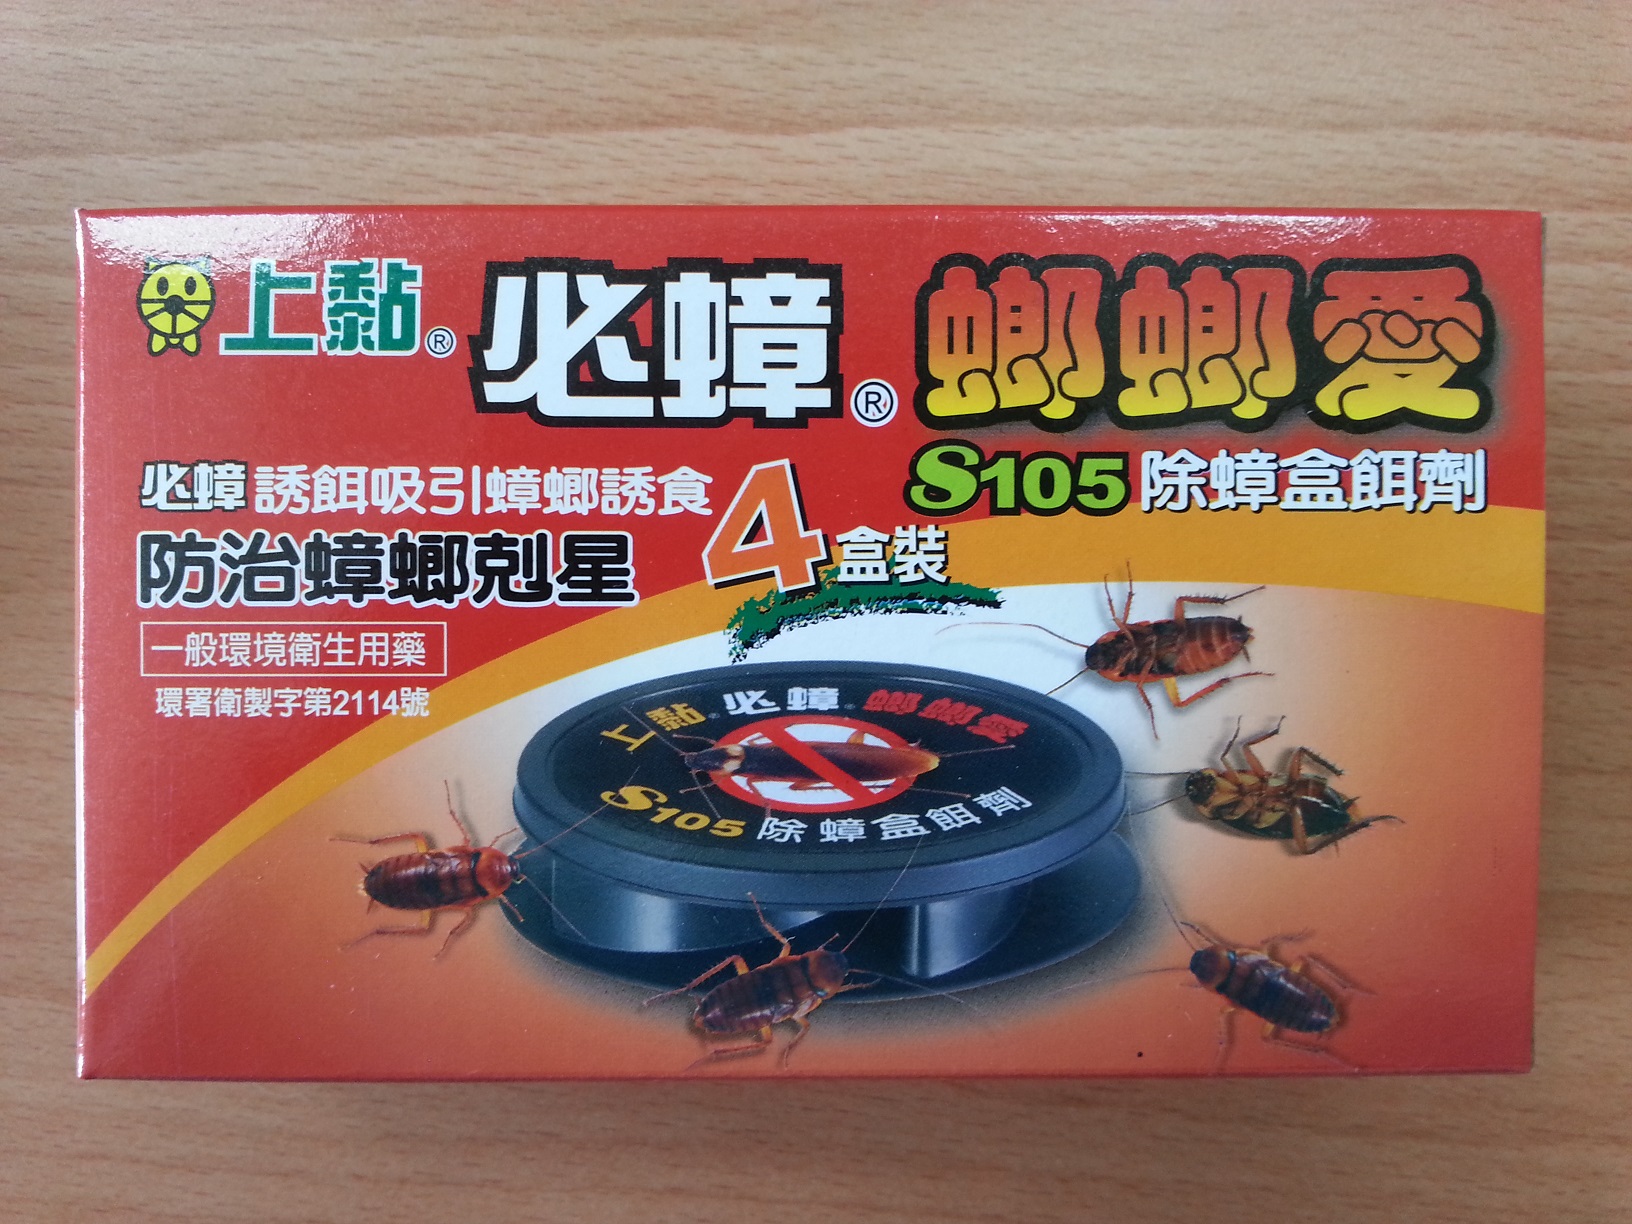 上黏® 必蟑® 螂螂愛
S105 除蟑盒餌劑
必蟑 誘餌吸引蟑螂誘食
防治蟑螂剋星
4盒裝
一般環境衛生用藥
環署衛製字第2114號
上黏® 必蟑® 螂螂愛
S105 除蟑盒餌劑